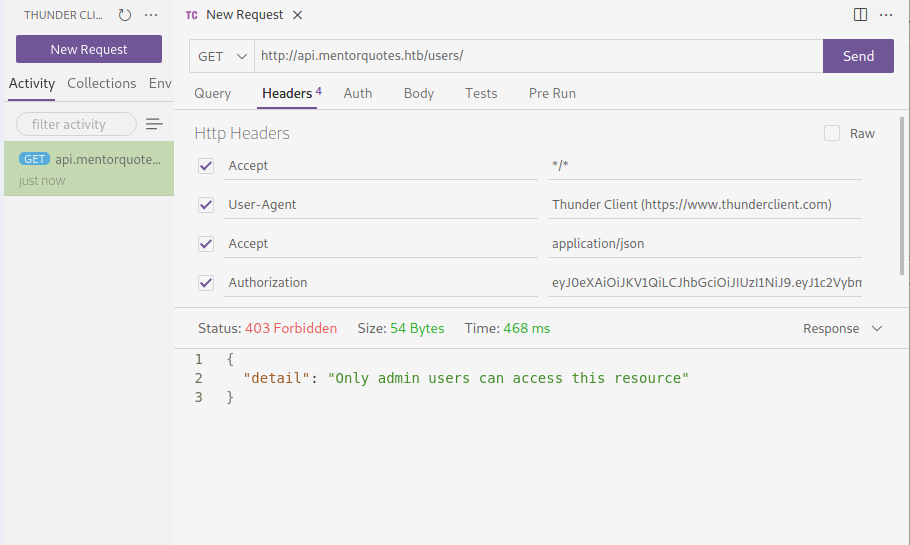 THUNDER CLI...
TC New Request
New Request
GET http://api.mentorquotes.htb/users/ Send
Activity Collections Env
Query Headers 4 Auth Body Tests Pre Run
filter activity
Http Headers Raw
GET api.mentorquote...
just now
Accept */*
User-Agent Thunder Client (https://www.thunderclient.com)
Accept application/json
Authorization eyJ0eXAiOiJKV1QiLCJhbGciOiJIUzI1NiJ9.eyJ1c2Vybm
Status: 403 Forbidden Size: 54 Bytes Time: 468 ms Response
1 {
2 "detail": "Only admin users can access this resource"
3 }